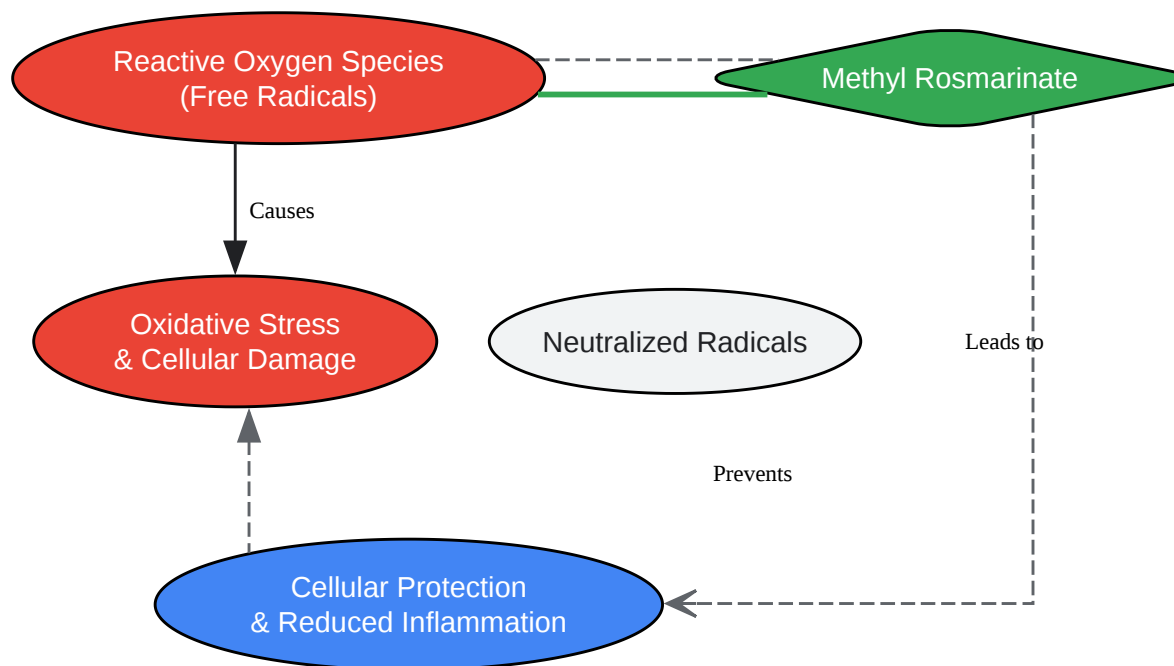 Reactive Oxygen Species
(Free Radicals)
Methyl Rosmarinate
Causes
Oxidative Stress
& Cellular Damage
Neutralized Radicals
Leads to
Prevents
Cellular Protection
& Reduced Inflammation